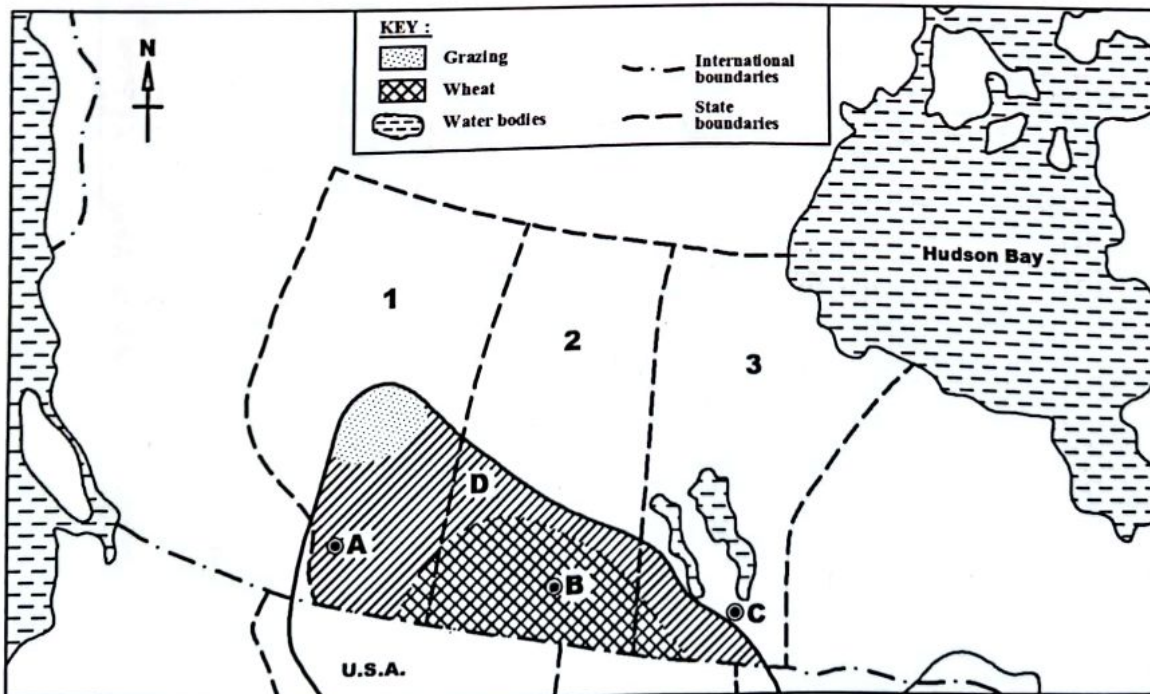 KEY :
Grazing
Wheat
Water bodies
International
boundaries
State
boundaries
N
Hudson Bay
1
2
3
D
A
B
C
U.S.A.